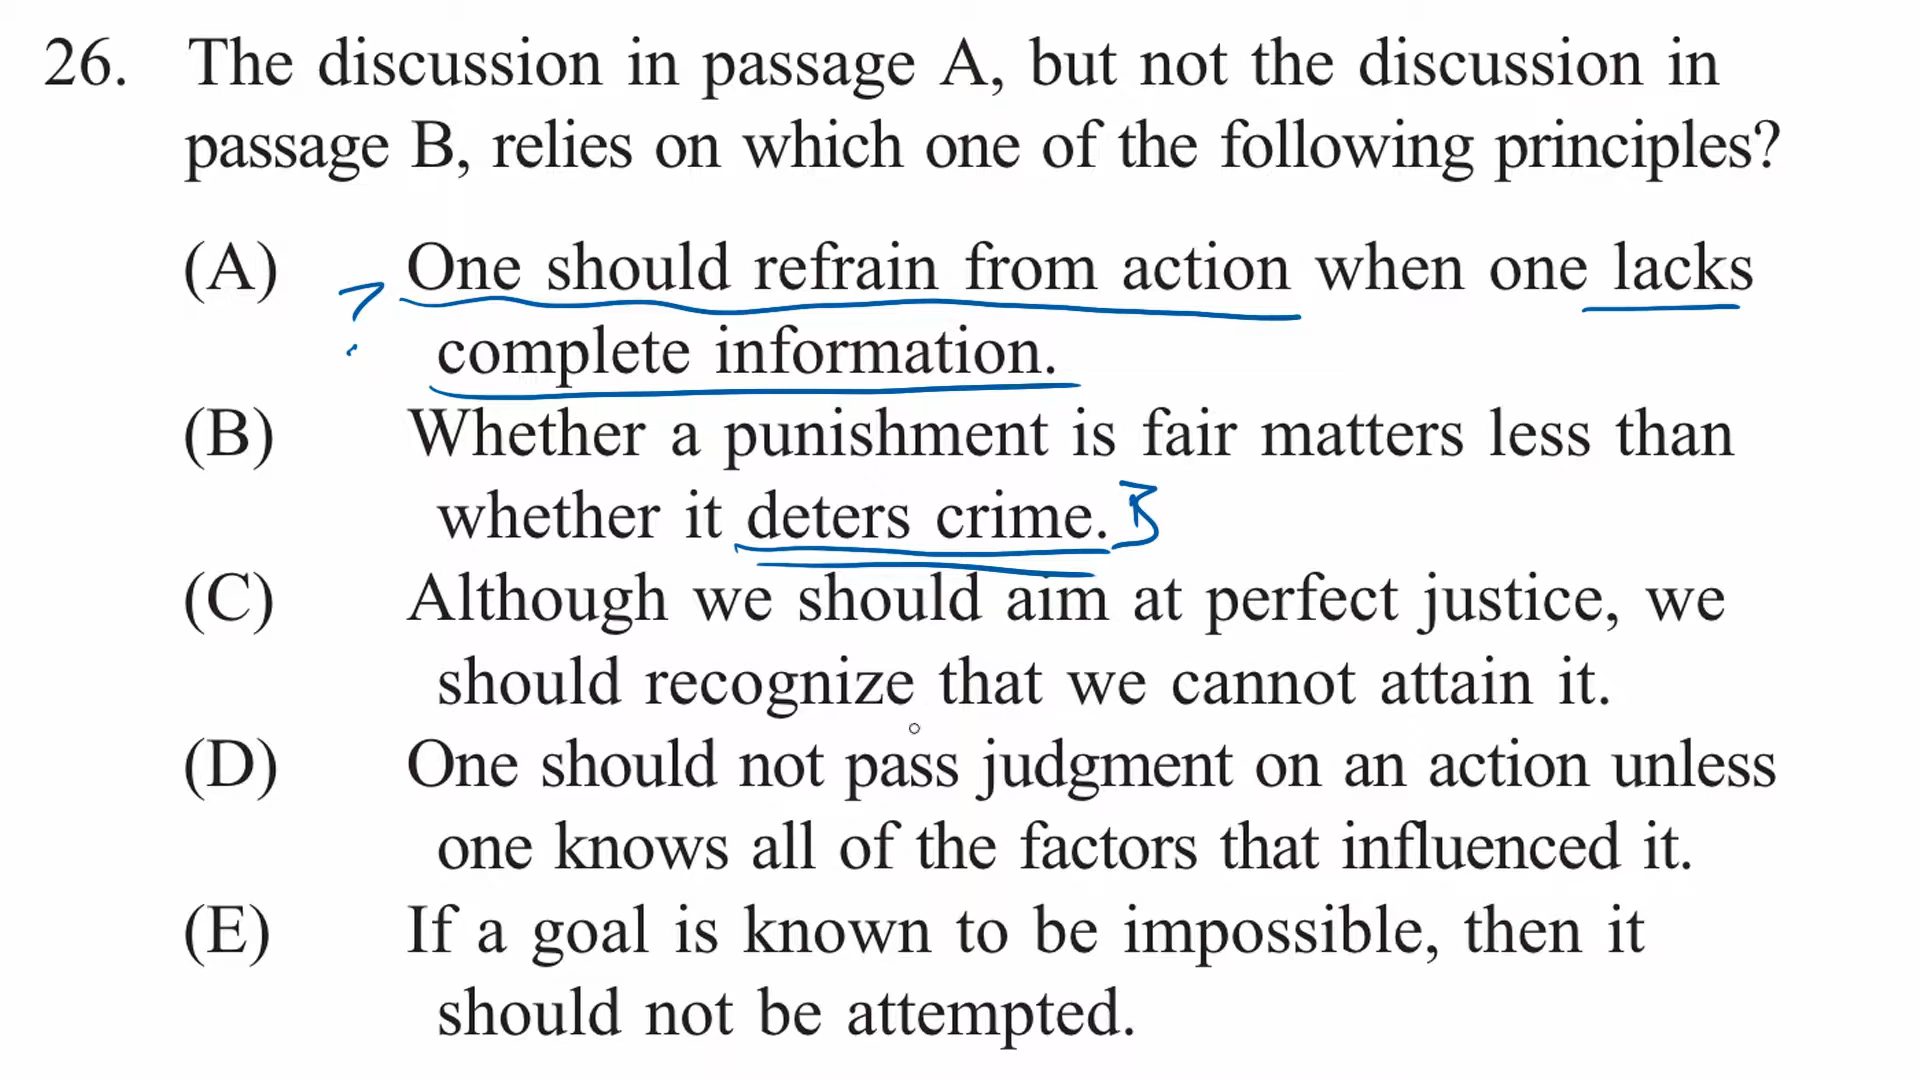 26. The discussion in passage A, but not the discussion in
passage B, relies on which one of the following principles?
(A) ? One should refrain from action when one lacks
complete information.
(B) Whether a punishment is fair matters less than
whether it deters crime. B
(C) Although we should aim at perfect justice, we
should recognize that we cannot attain it.
(D) One should not pass judgment on an action unless
one knows all of the factors that influenced it.
(E) If a goal is known to be impossible, then it
should not be attempted.